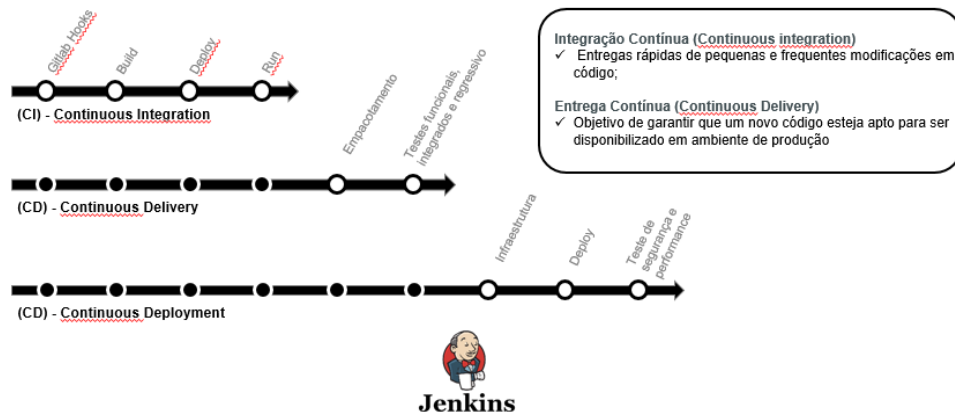 Gitlab Hooks
Build
Deploy
Run
(CI) - Continuous Integration
Integração Contínua (Continuous integration)
✓ Entregas rápidas de pequenas e frequentes modificações em
código;
Entrega Contínua (Continuous Delivery)
✓ Objetivo de garantir que um novo código esteja apto para ser
disponibilizado em ambiente de produção
Empacotamento
Testes funcionais,
integrados e regressivo
(CD) - Continuous Delivery
Infraestrutura
Deploy
Teste de
segurança e
performance
(CD) - Continuous Deployment
Jenkins